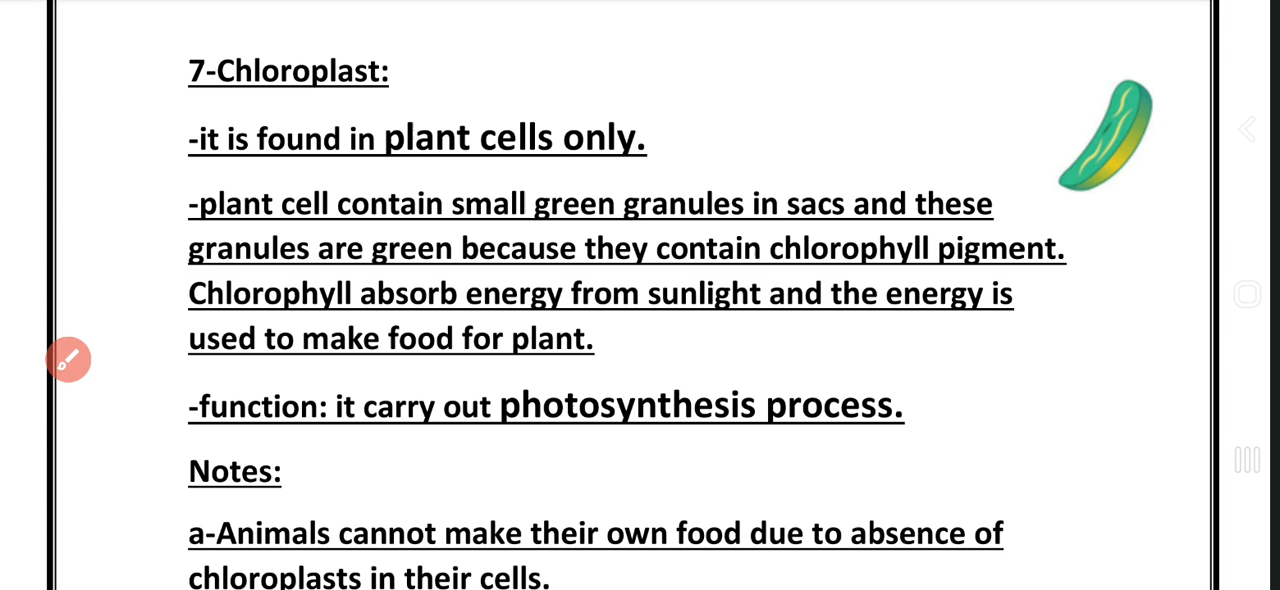 7-Chloroplast:
-it is found in plant cells only.
-plant cell contain small green granules in sacs and these
granules are green because they contain chlorophyll pigment.
Chlorophyll absorb energy from sunlight and the energy is
used to make food for plant.
-function: it carry out photosynthesis process.
Notes:
a-Animals cannot make their own food due to absence of
chloroplasts in their cells.